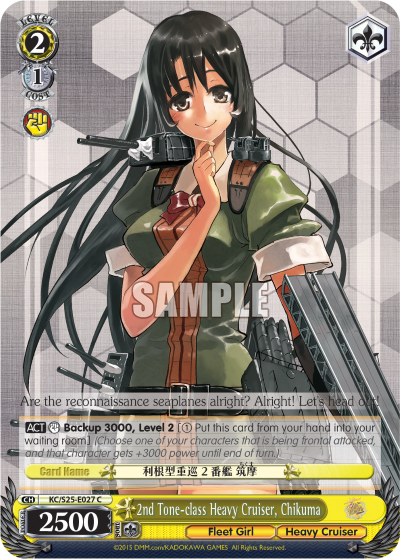 LEVEL
2
1
COST
SAMPLE
Are the reconnaissance seaplanes alright? Alright! Let's head out!
ACT Backup 3000, Level 2 [① Put this card from your hand into your
waiting room] (Choose one of your characters that is being frontal attacked,
and that character gets +3000 power until end of turn.)
Card Name
利根型重巡２番艦 筑摩
CH
KC/S25-E027 C
2nd Tone-class Heavy Cruiser, Chikuma
POWER
2500
SOUL
Fleet Girl
Heavy Cruiser
©2015 DMM.com/KADOKAWA GAMES/All Rights Reserved.